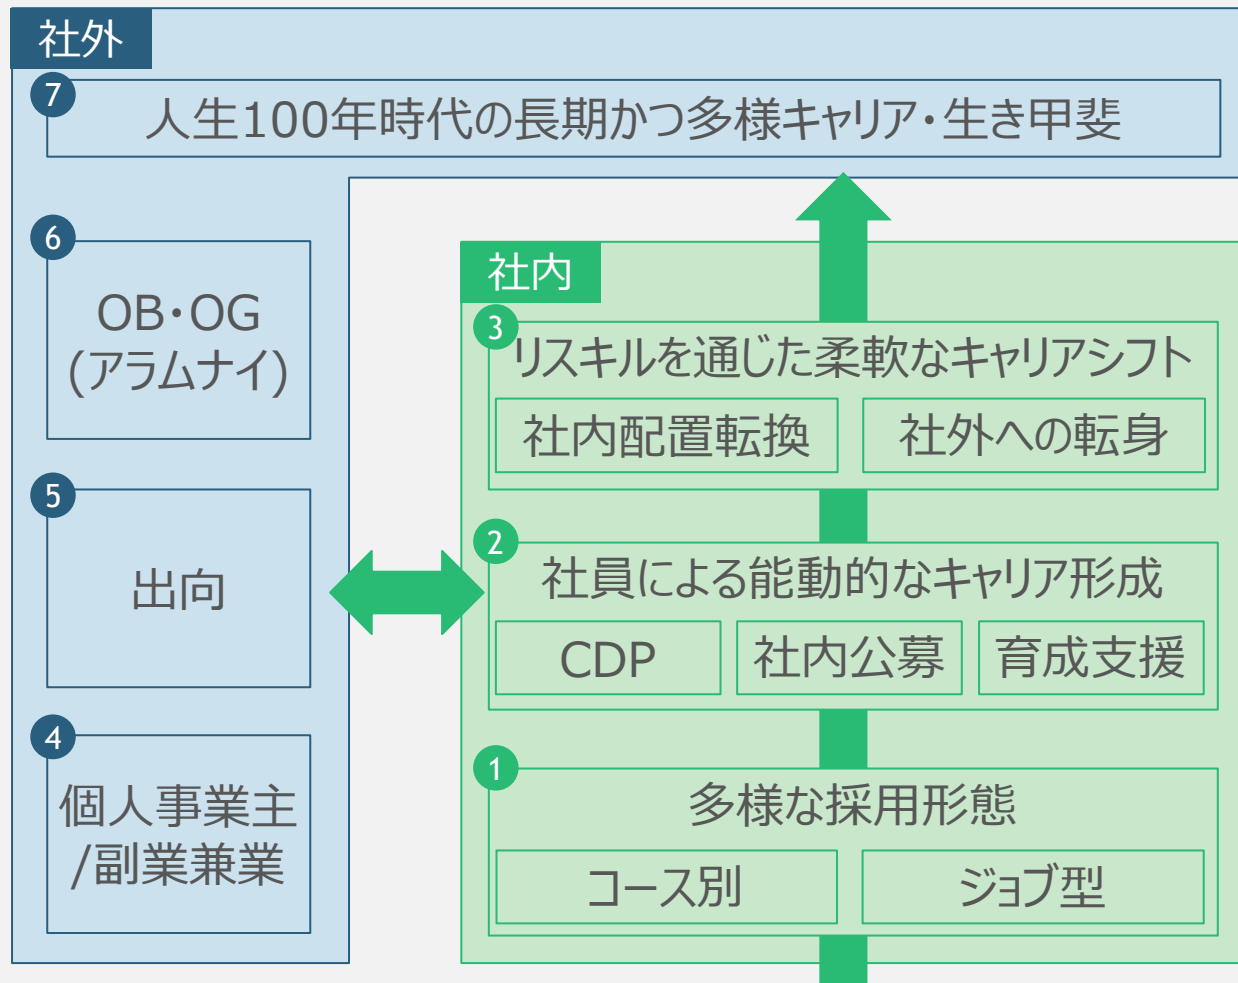 社外
7
人生100年時代の長期かつ多様キャリア・生き甲斐
6
OB・OG
(アラムナイ)
5
出向
4
個人事業主
/副業兼業
社内
3
リスキルを通じた柔軟なキャリアシフト
社内配置転換
社外への転身
2
社員による能動的なキャリア形成
CDP
社内公募
育成支援
1
多様な採用形態
コース別
ジョブ型